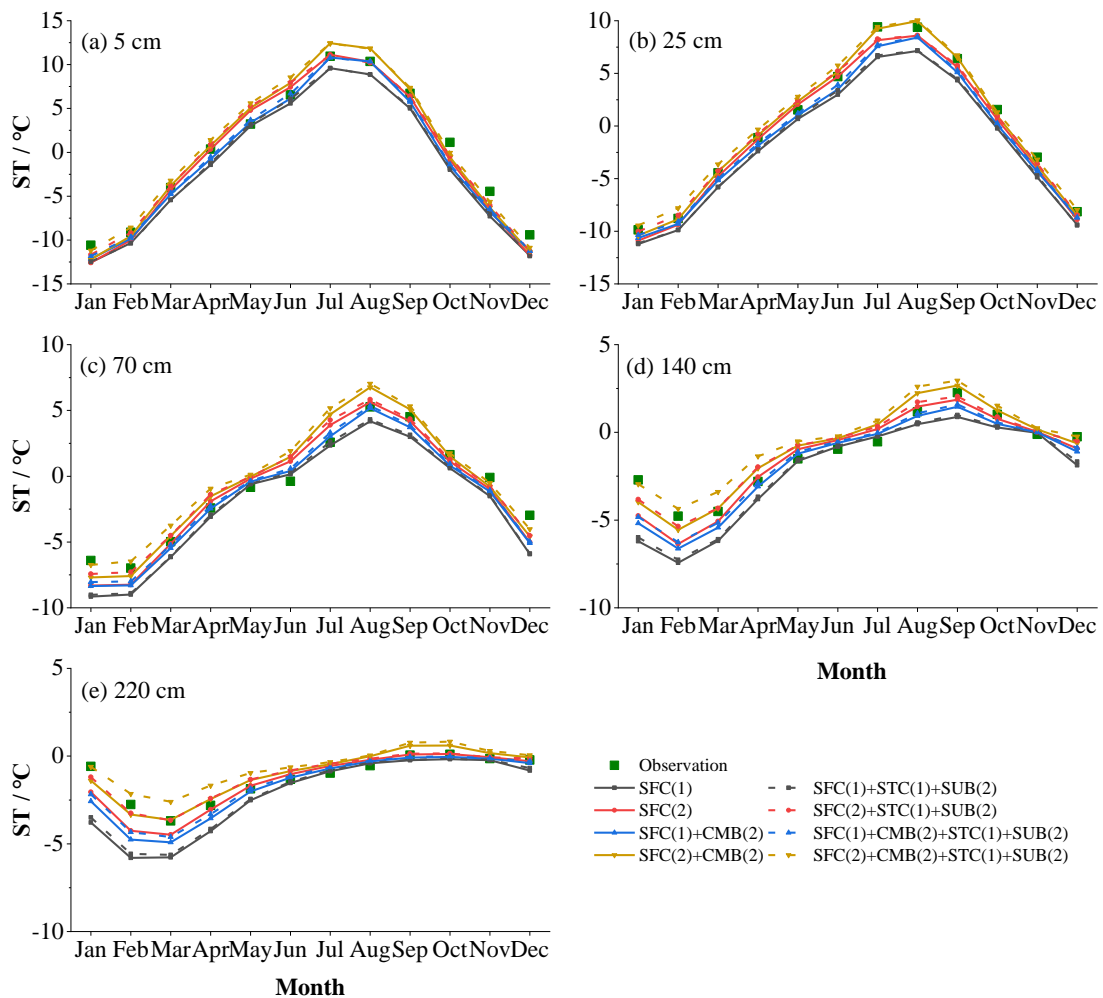 (a) 5 cm
15
10
5
0
-5
-10
15
ST / °C
Jan Feb Mar Apr May Jun Jul Aug Sep Oct Nov Dec
(b) 25 cm
10
5
0
-5
-10
-15
Jan Feb Mar Apr May Jun Jul Aug Sep Oct Nov Dec
(c) 70 cm
10
5
0
-5
-10
ST / °C
Jan Feb Mar Apr May Jun Jul Aug Sep Oct Nov Dec
(d) 140 cm
5
0
-5
-10
Jan Feb Mar Apr May Jun Jul Aug Sep Oct Nov Dec
Month
(e) 220 cm
5
0
-5
-10
ST / °C
Jan Feb Mar Apr May Jun Jul Aug Sep Oct Nov Dec
Month
Observation
SFC(1)
SFC(2)
SFC(1)+CMB(2)
SFC(2)+CMB(2)
SFC(1)+STC(1)+SUB(2)
SFC(2)+STC(1)+SUB(2)
SFC(1)+CMB(2)+STC(1)+SUB(2)
SFC(2)+CMB(2)+STC(1)+SUB(2)